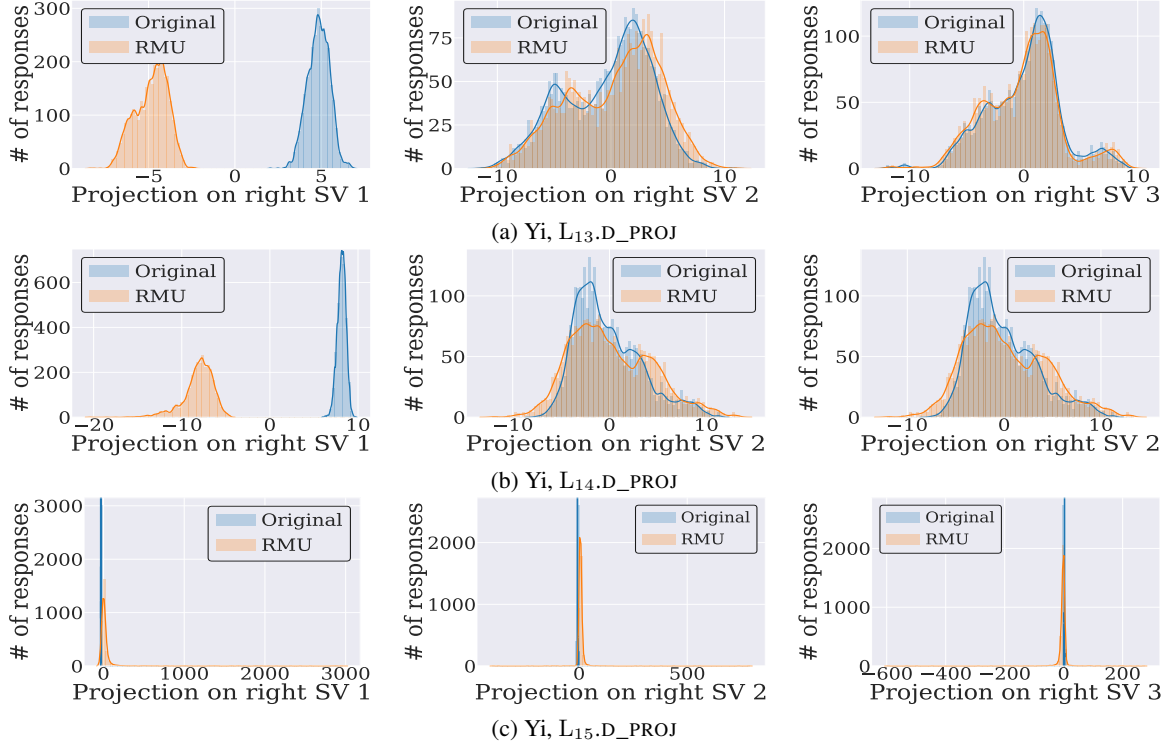 300
200
100
0
# of responses
Original
RMU
−5
0
5
Projection on right SV 1
75
50
25
0
# of responses
Original
RMU
−10
0
10
Projection on right SV 2
100
50
0
# of responses
Original
RMU
−10
0
10
Projection on right SV 3
(a) Yi, L13.D_PROJ
600
400
200
0
# of responses
Original
RMU
−20
−10
0
10
Projection on right SV 1
100
50
0
# of responses
Original
RMU
−10
0
10
Projection on right SV 2
100
50
0
# of responses
Original
RMU
−10
0
10
Projection on right SV 2
(b) Yi, L14.D_PROJ
3000
2000
1000
0
# of responses
Original
RMU
0
1000
2000
3000
Projection on right SV 1
2000
1000
0
# of responses
Original
RMU
0
500
Projection on right SV 2
2000
1000
0
# of responses
Original
RMU
−600
−400
−200
0
200
Projection on right SV 3
(c) Yi, L15.D_PROJ